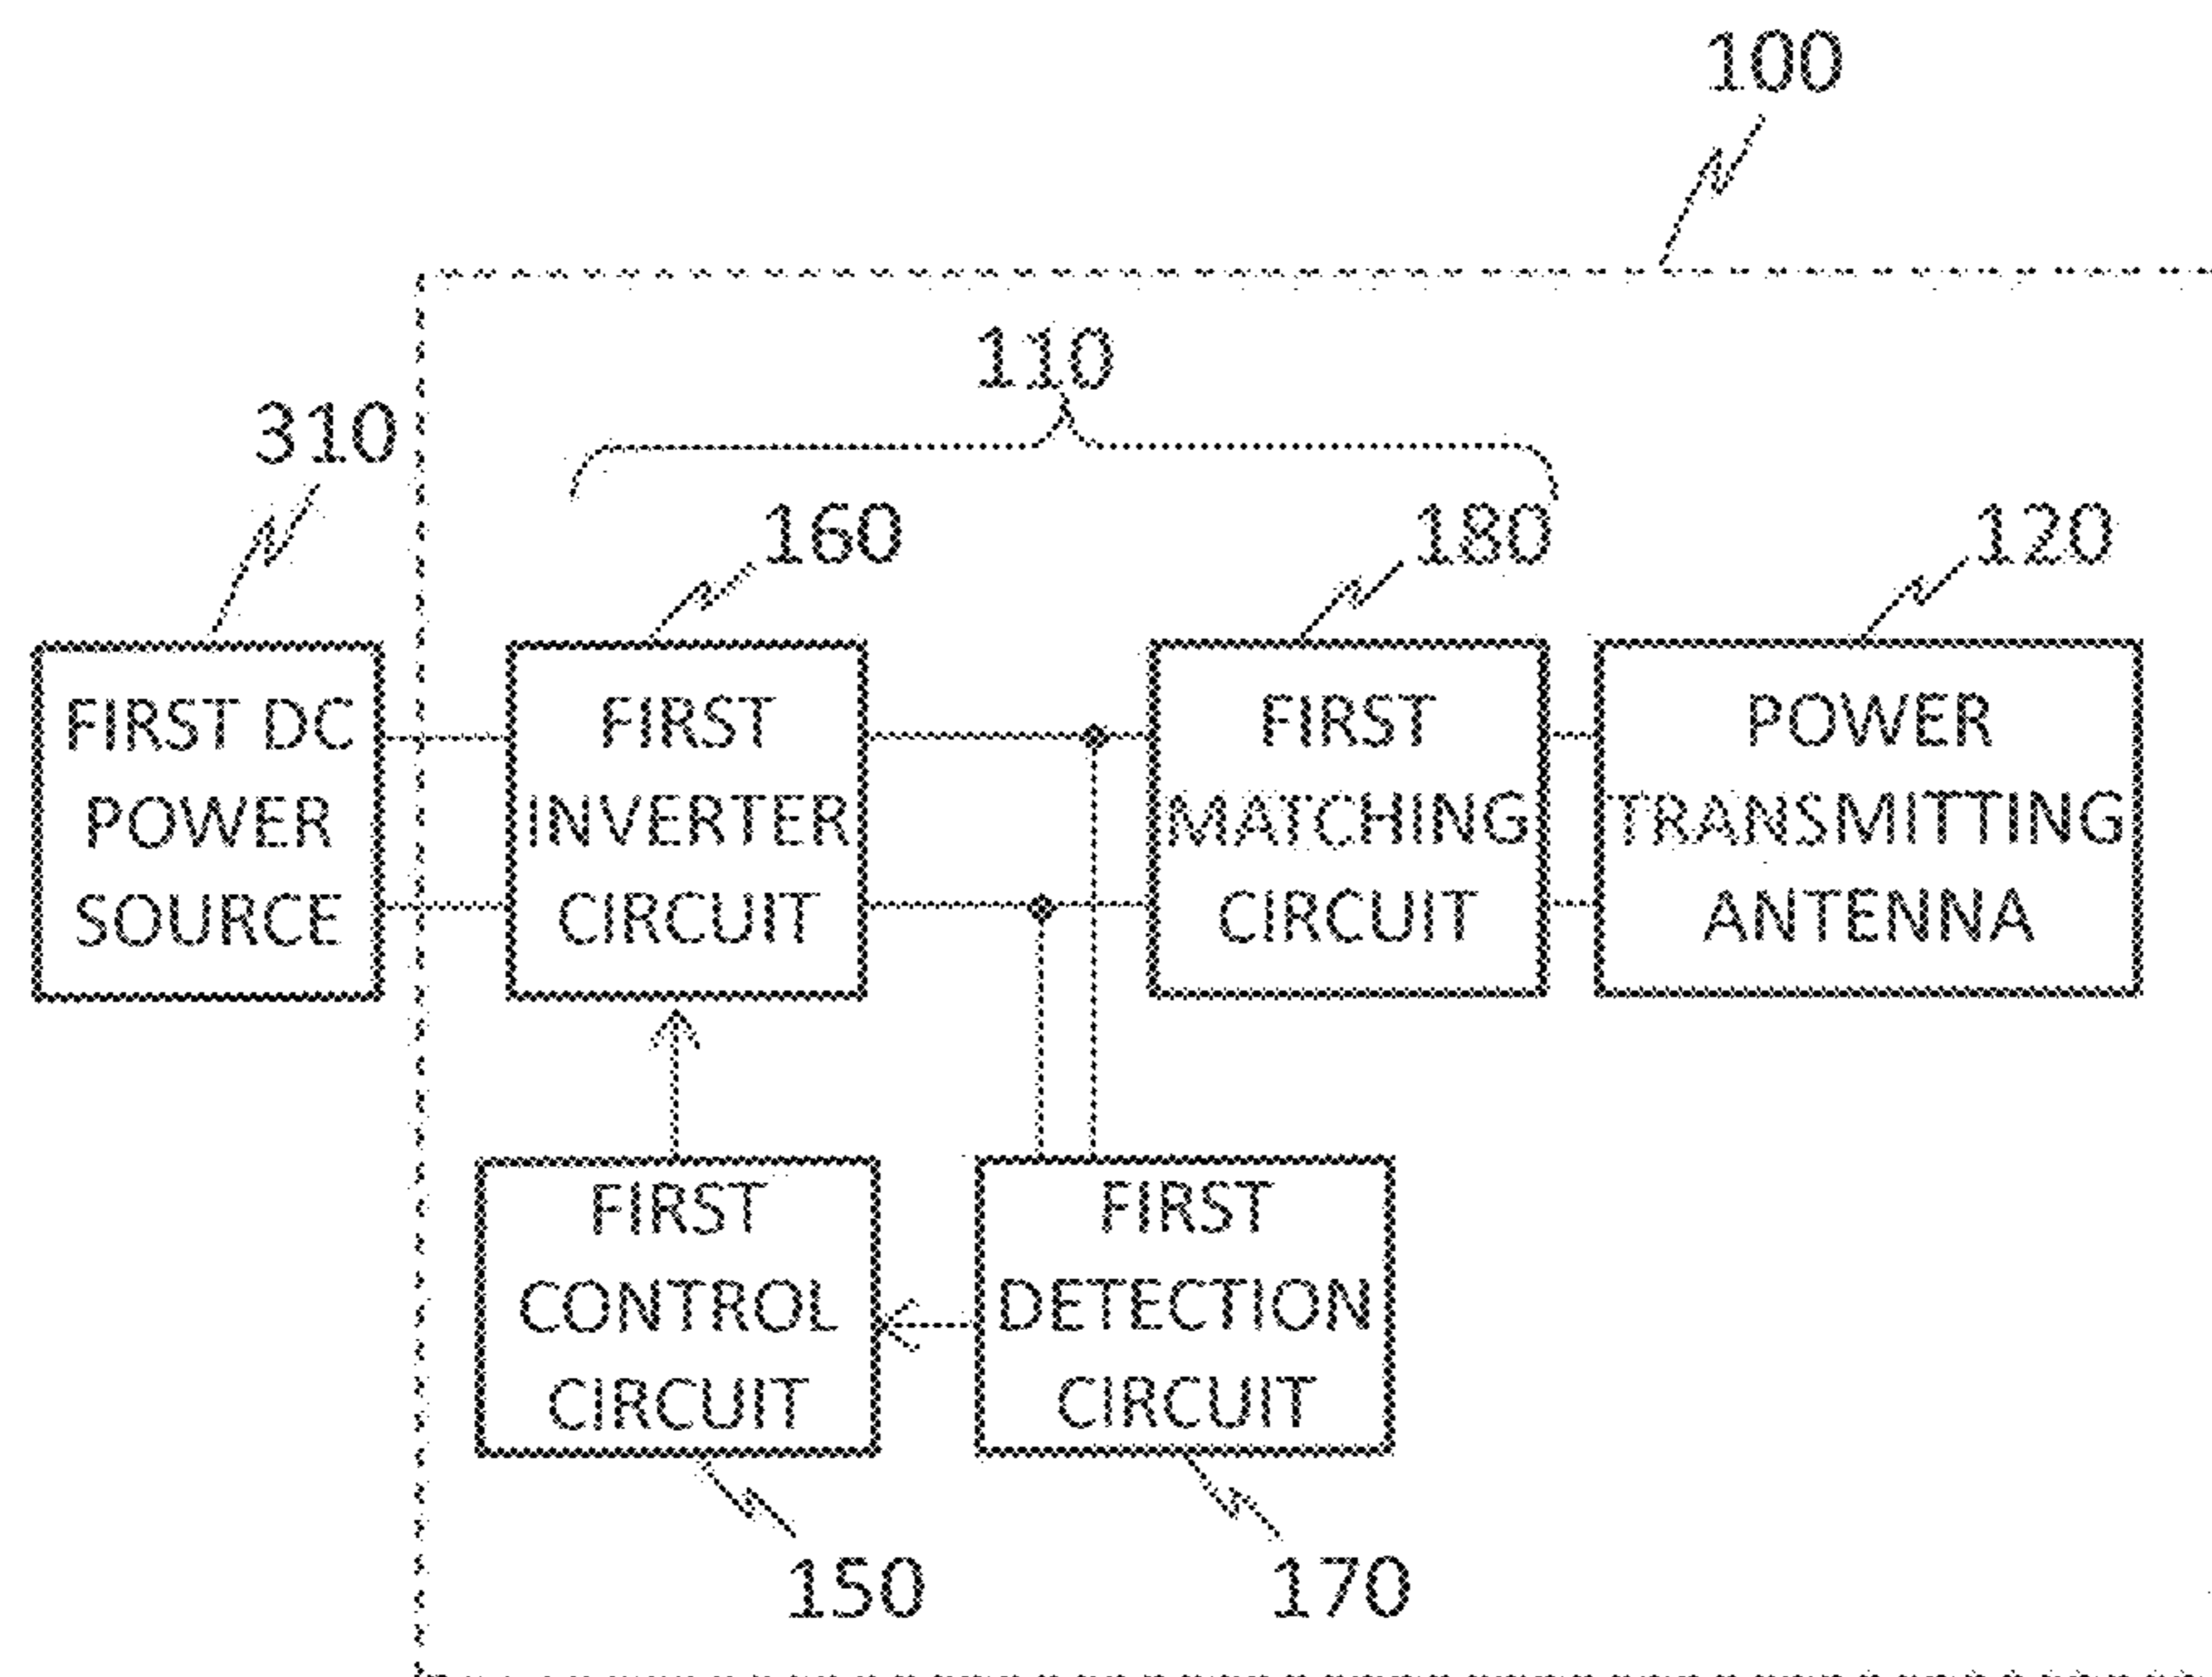 100
110
310
160
180
120
FIRST DC
POWER
SOURCE
FIRST
INVERTER
CIRCUIT
FIRST
MATCHING
CIRCUIT
POWER
TRANSMITTING
ANTENNA
FIRST
CONTROL
CIRCUIT
FIRST
DETECTION
CIRCUIT
150
170